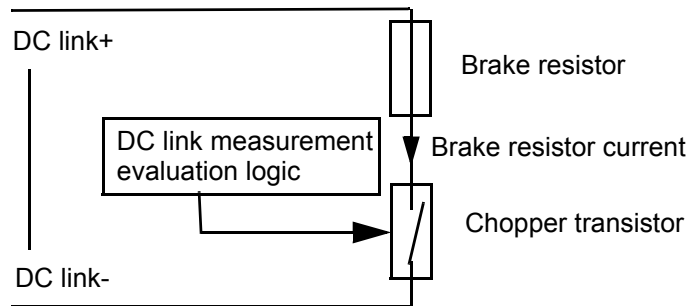 DC link+
Brake resistor
DC link measurement
evaluation logic
Brake resistor current
Chopper transistor
DC link-